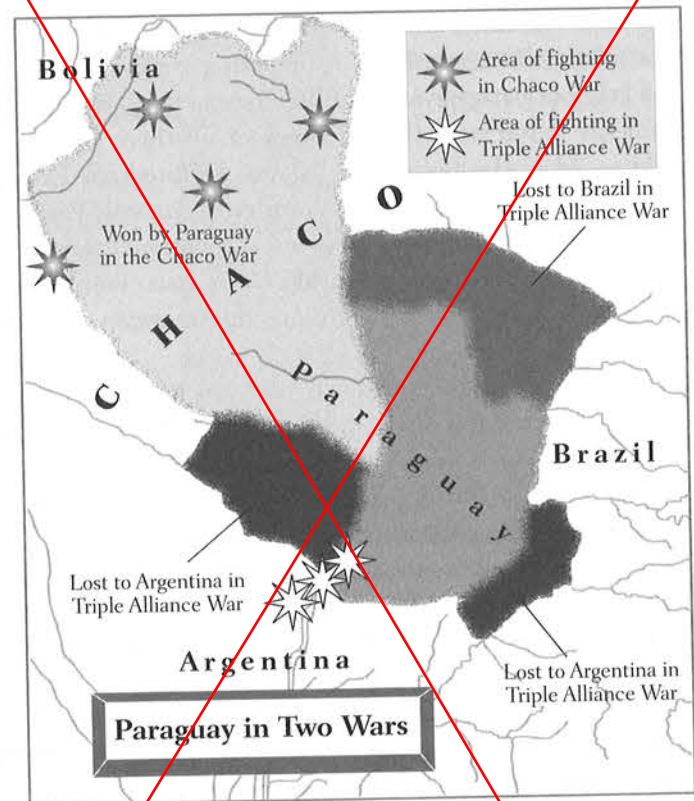 Bolivia
Area of fighting
in Chaco War
Area of fighting in
Triple Alliance War
Lost to Brazil in
Triple Alliance War
Won by Paraguay
in the Chaco War
CHACO
Paraguay
Brazil
Lost to Argentina in
Triple Alliance War
Argentina
Lost to Argentina in
Triple Alliance War
Paraguay in Two Wars